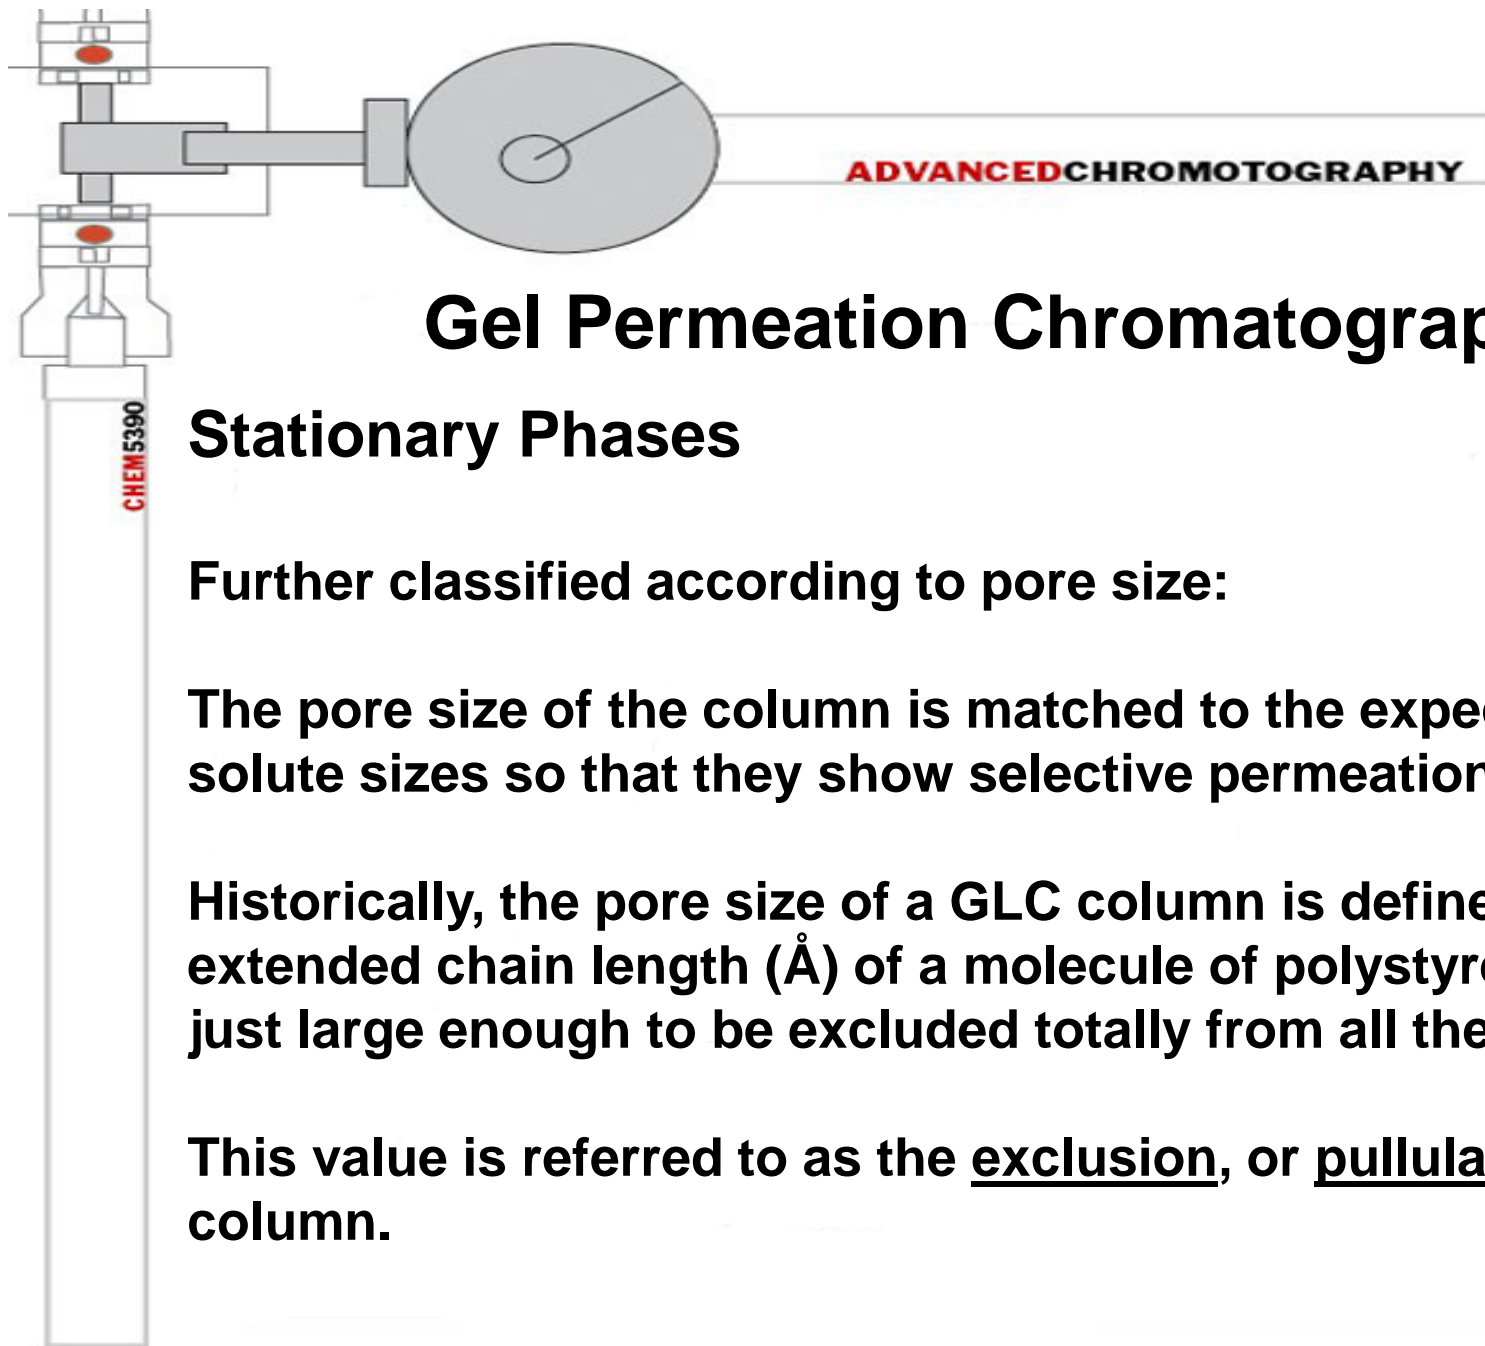 ADVANCEDCHROMOTOGRAPHY
Gel Permeation Chromatograp
CHEM5390
Stationary Phases
Further classified according to pore size:
The pore size of the column is matched to the expe
solute sizes so that they show selective permeation
Historically, the pore size of a GLC column is define
extended chain length (Å) of a molecule of polystyr
just large enough to be excluded totally from all the
This value is referred to as the exclusion, or pullula
column.